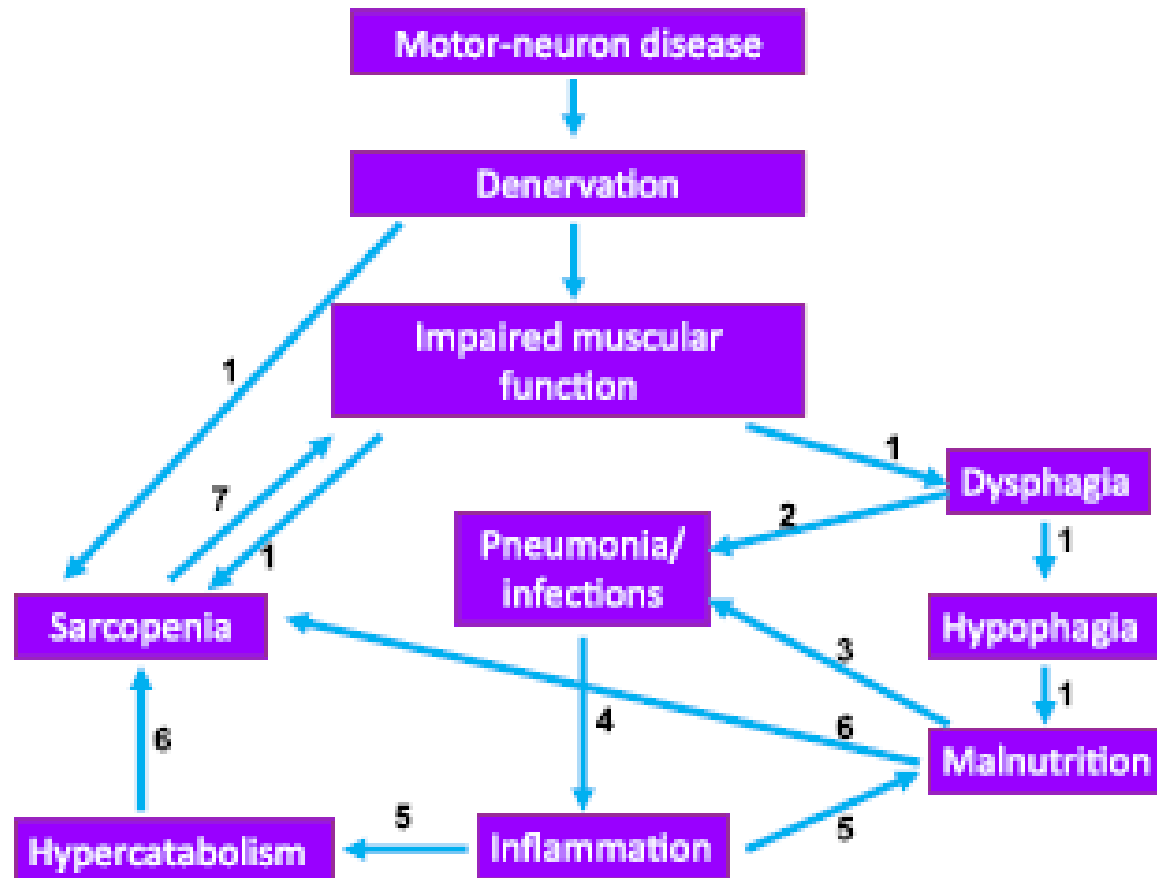 Motor-neuron disease
Denervation
Impaired muscular
function
1
1
Dysphagia
7
2
1
1
Pneumonia/
infections
Sarcopenia
Hypophagia
3
1
4
6
6
Malnutrition
5
5
Hypercatabolism
Inflammation